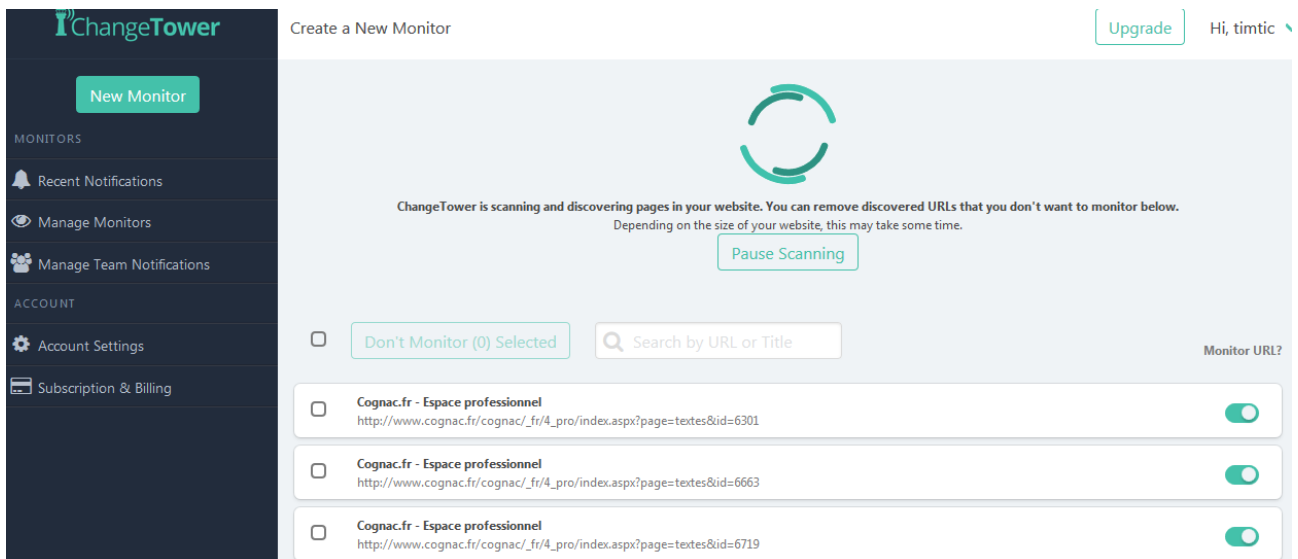 ChangeTower
Create a New Monitor
Upgrade
Hi, timtic
New Monitor
MONITORS
Recent Notifications
Manage Monitors
Manage Team Notifications
ACCOUNT
Account Settings
Subscription & Billing
ChangeTower is scanning and discovering pages in your website. You can remove discovered URLs that you don't want to monitor below.
Depending on the size of your website, this may take some time.
Pause Scanning
Don't Monitor (0) Selected
Search by URL or Title
Monitor URL?
Cognac.fr - Espace professionnel
http://www.cognac.fr/cognac/_fr/4_pro/index.aspx?page=textes&id=6301
Cognac.fr - Espace professionnel
http://www.cognac.fr/cognac/_fr/4_pro/index.aspx?page=textes&id=6663
Cognac.fr - Espace professionnel
http://www.cognac.fr/cognac/_fr/4_pro/index.aspx?page=textes&id=6719